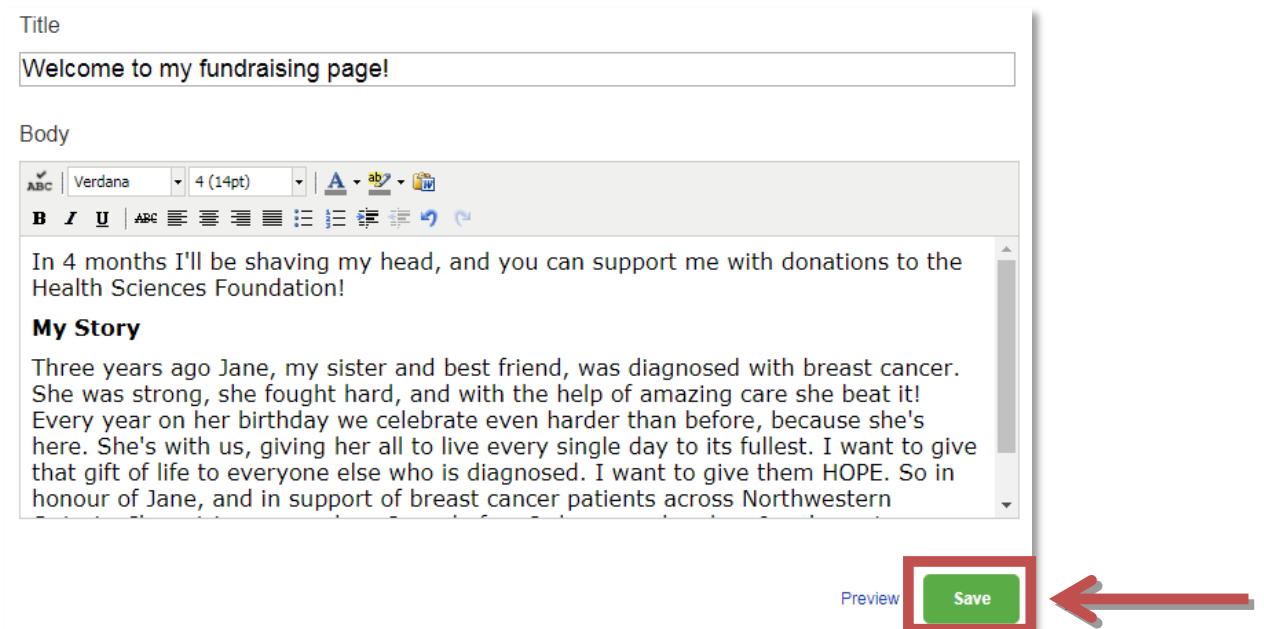 Title
Welcome to my fundraising page!
Body
ABC Verdana 4 (14pt) A ab W
B I U ABC
In 4 months I'll be shaving my head, and you can support me with donations to the
Health Sciences Foundation!
My Story
Three years ago Jane, my sister and best friend, was diagnosed with breast cancer.
She was strong, she fought hard, and with the help of amazing care she beat it!
Every year on her birthday we celebrate even harder than before, because she's
here. She's with us, giving her all to live every single day to its fullest. I want to give
that gift of life to everyone else who is diagnosed. I want to give them HOPE. So in
honour of Jane, and in support of breast cancer patients across Northwestern
Preview Save